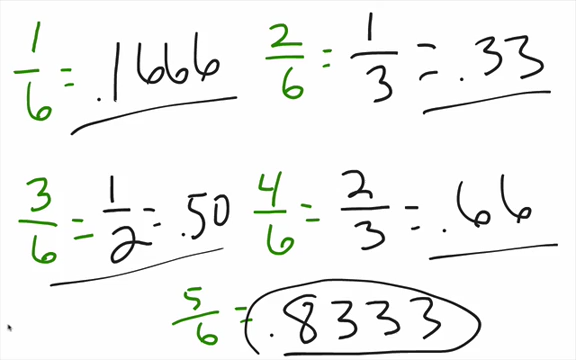 1/6 = .1666
2/6 = 1/3 = .33
3/6 = 1/2 = .50
4/6 = 2/3 = .66
5/6 = .8333